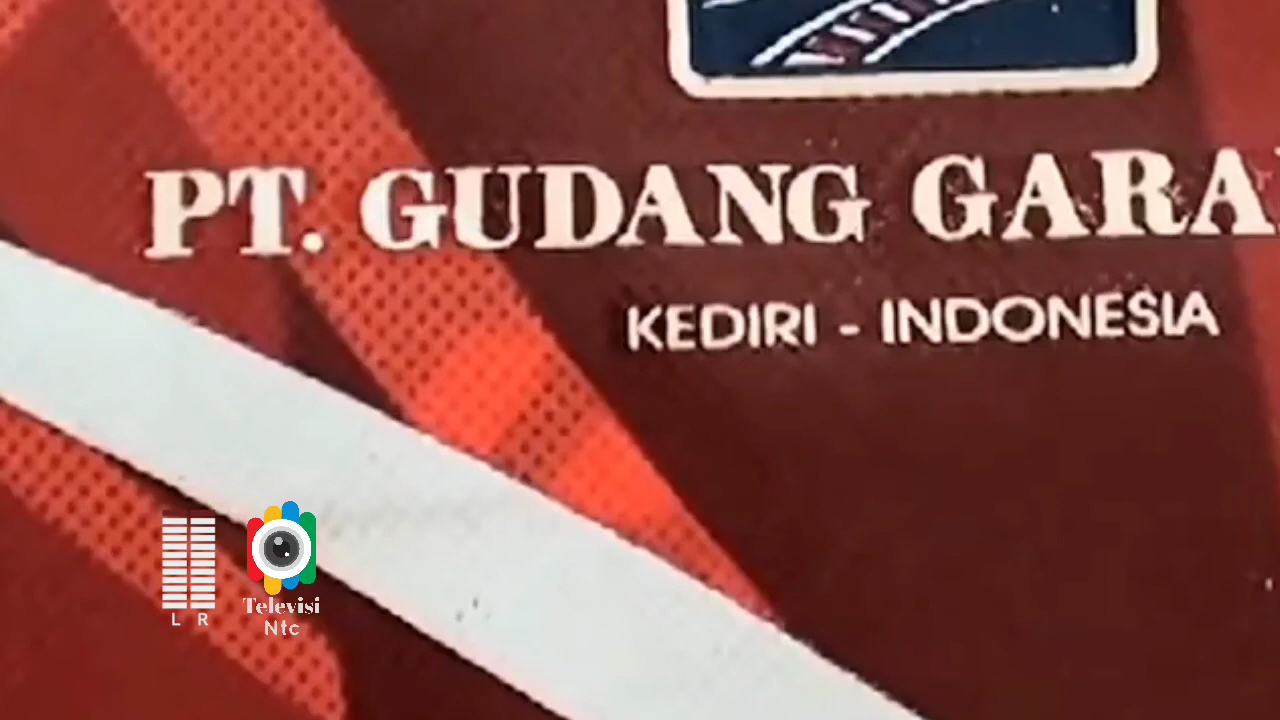 PT. GUDANG GARA
KEDIRI - INDONESIA
L R
Televisi
Ntc